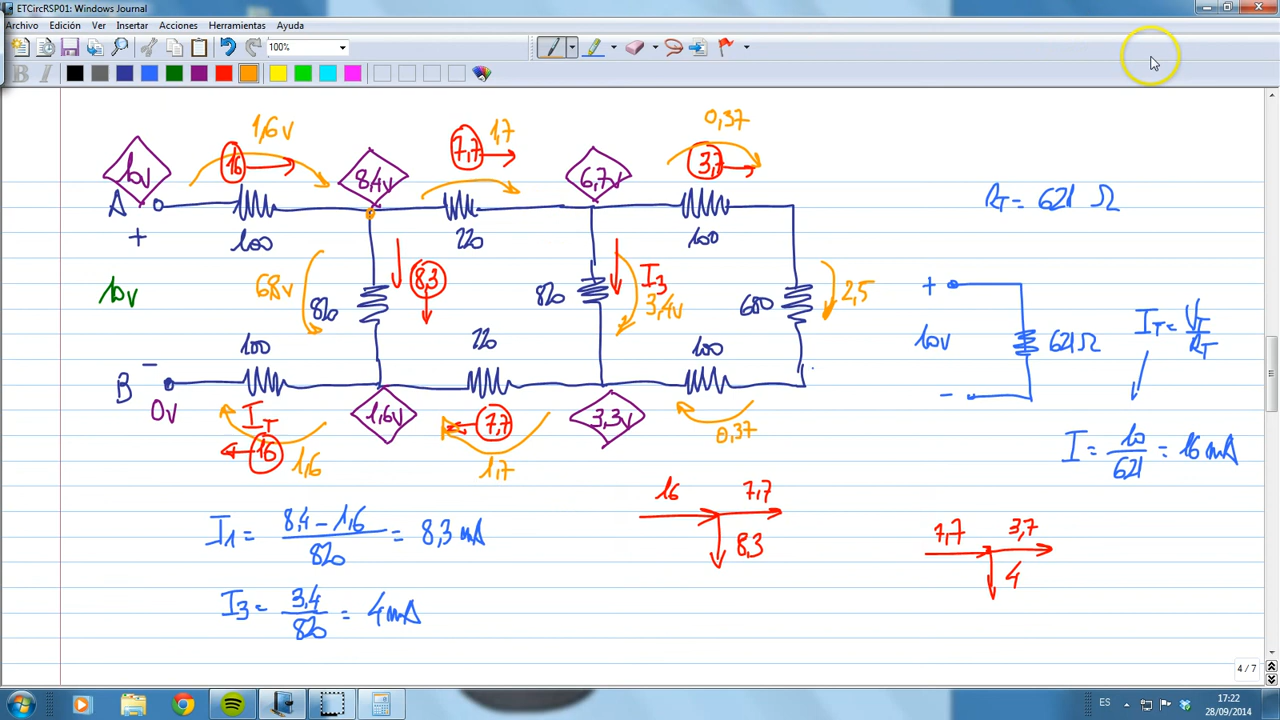 ETCircRSP01: Windows Journal
Archivo Edición Ver Insertar Acciones Herramientas Ayuda
100%
B I
1,6V 7,7 1,7 0,37
10V 16 8,4V 6,7V 3,7
A 100 220 100
RT = 621 Ω
+
10V 6,8V 820 8,3 820 I3 3,4V 680 2,5
+ 10V - 621Ω IT = VT/RT
- 100 220 100
B 0V IT 16 1,6 1,6V 7,7 1,7 3,3V 0,37
I = 10/621 = 16 mA
16 7,7 8,3
7,7 3,7 4
I1 = 8,4 - 1,6 / 820 = 8,3 mA
I3 = 3,4 / 820 = 4 mA
4 / 7
ES 17:22
28/09/2014